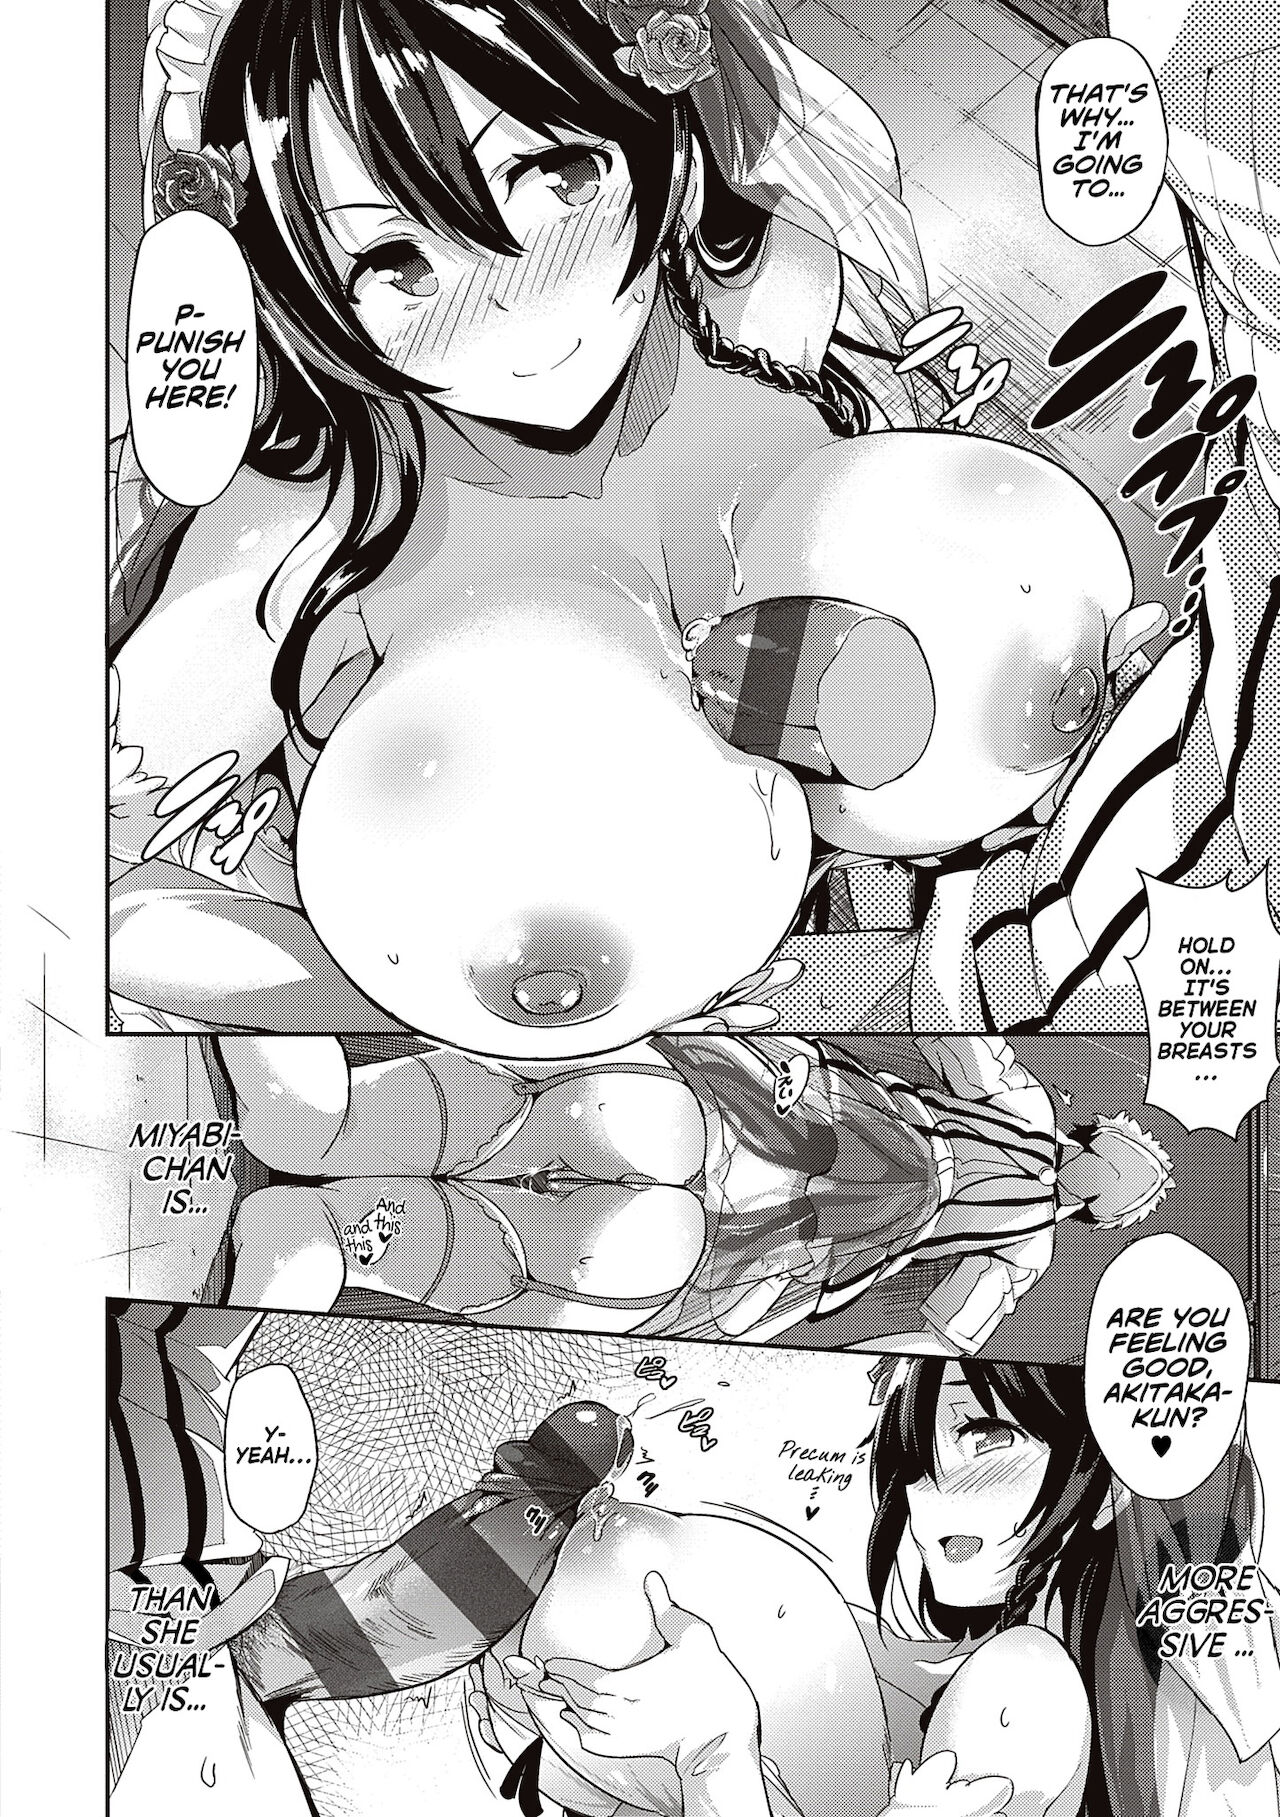 THAT'S
WHY...
I'M
GOING
TO...
P-
PUNISH
YOU
HERE!
HOLD
ON...
IT'S
BETWEEN
YOUR
BREASTS
...
MIYABI-
CHAN
IS...
And
this
and
this
ARE YOU
FEELING
GOOD,
AKITAKA-
KUN?
♥
Precum is
leaking
Y-
YEAH...
MORE
AGGRES-
SIVE ...
THAN
SHE
USUAL-
LY IS...